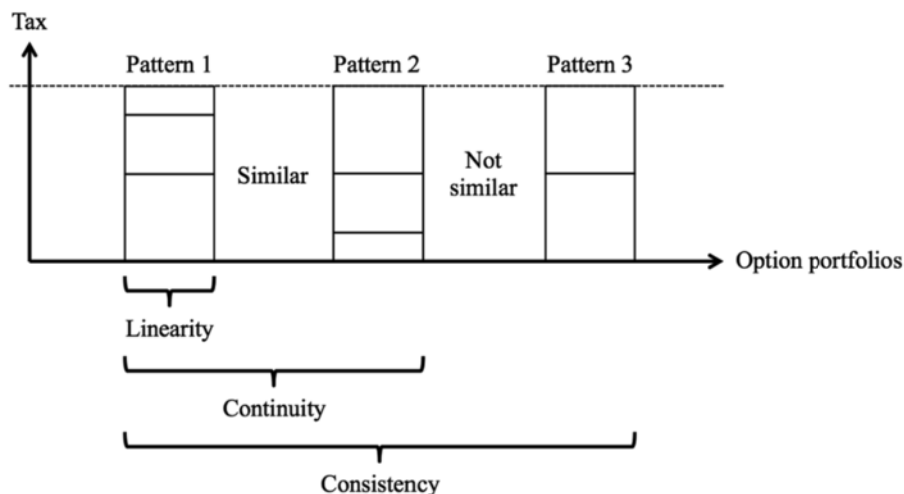 Tax
Pattern 1
Pattern 2
Pattern 3
Similar
Not
similar
Option portfolios
Linearity
Continuity
Consistency